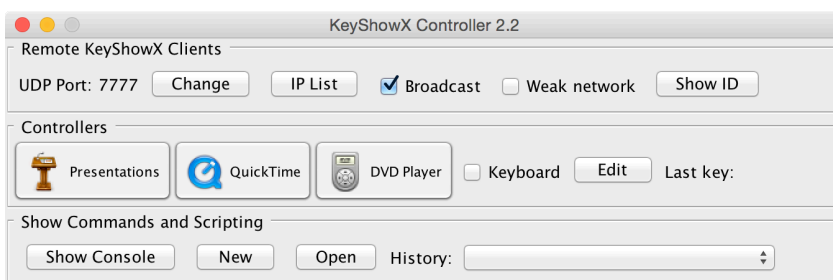 KeyShowX Controller 2.2
Remote KeyShowX Clients
UDP Port: 7777 Change IP List Broadcast Weak network Show ID
Controllers
Presentations QuickTime DVD Player Keyboard Edit Last key:
Show Commands and Scripting
Show Console New Open History: